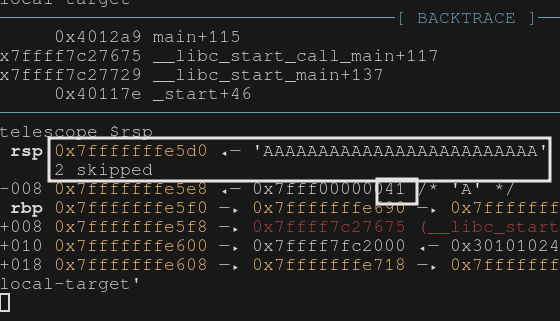 local-target
[ BACKTRACE ]
0x4012a9 main+115
x7ffff7c27675 __libc_start_call_main+117
x7ffff7c27729 __libc_start_main+137
0x40117e _start+46
telescope $rsp
rsp 0x7fffffffe5d0 ◂— 'AAAAAAAAAAAAAAAAAAAAAAAAA'
2 skipped
-008 0x7fffffffe5e8 ◂— 0x7fff00000041 /* 'A' */
rbp 0x7fffffffe5f0 —▸ 0x7fffffffe690 —▸ 0x7fffffff
+008 0x7fffffffe5f8 —▸ 0x7ffff7c27675 (__libc_start
+010 0x7fffffffe600 —▸ 0x7ffff7fc2000 ◂— 0x30101024
+018 0x7fffffffe608 —▸ 0x7fffffffe718 —▸ 0x7fffffff
local-target'